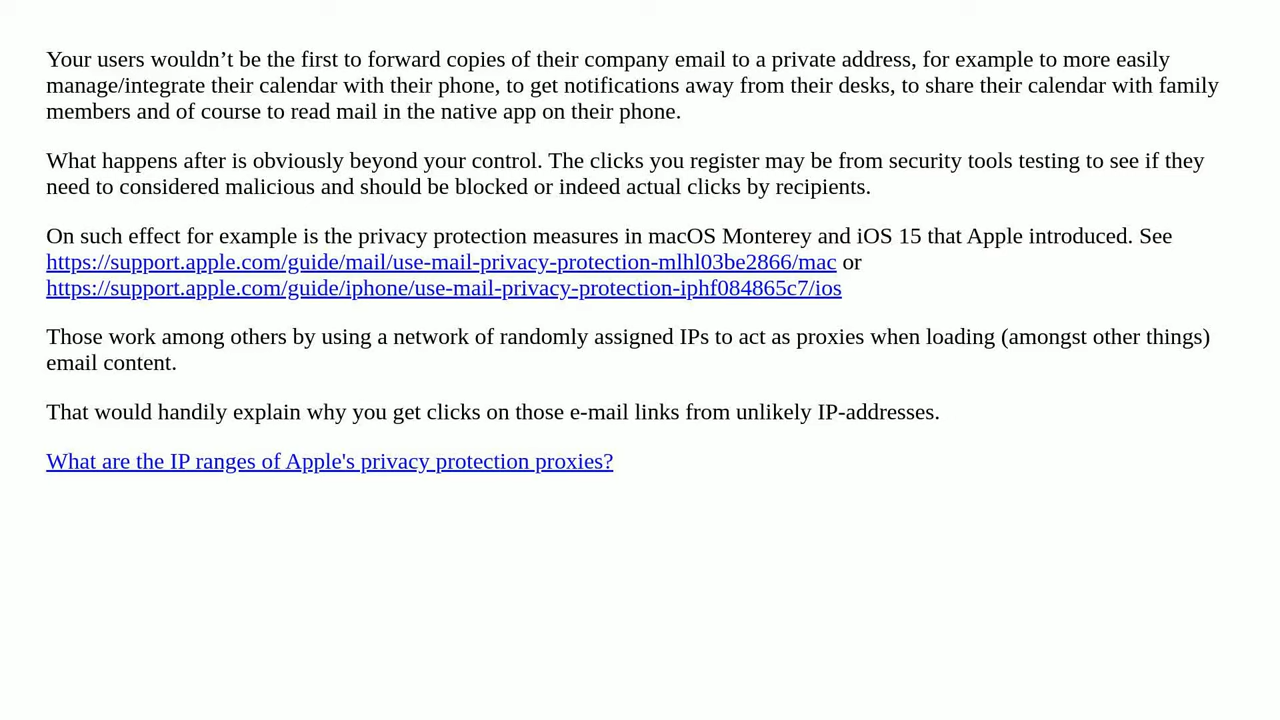 Your users wouldn’t be the first to forward copies of their company email to a private address, for example to more easily
manage/integrate their calendar with their phone, to get notifications away from their desks, to share their calendar with family
members and of course to read mail in the native app on their phone.
What happens after is obviously beyond your control. The clicks you register may be from security tools testing to see if they
need to considered malicious and should be blocked or indeed actual clicks by recipients.
On such effect for example is the privacy protection measures in macOS Monterey and iOS 15 that Apple introduced. See
https://support.apple.com/guide/mail/use-mail-privacy-protection-mlhl03be2866/mac or
https://support.apple.com/guide/iphone/use-mail-privacy-protection-iphf084865c7/ios
Those work among others by using a network of randomly assigned IPs to act as proxies when loading (amongst other things)
email content.
That would handily explain why you get clicks on those e-mail links from unlikely IP-addresses.
What are the IP ranges of Apple's privacy protection proxies?